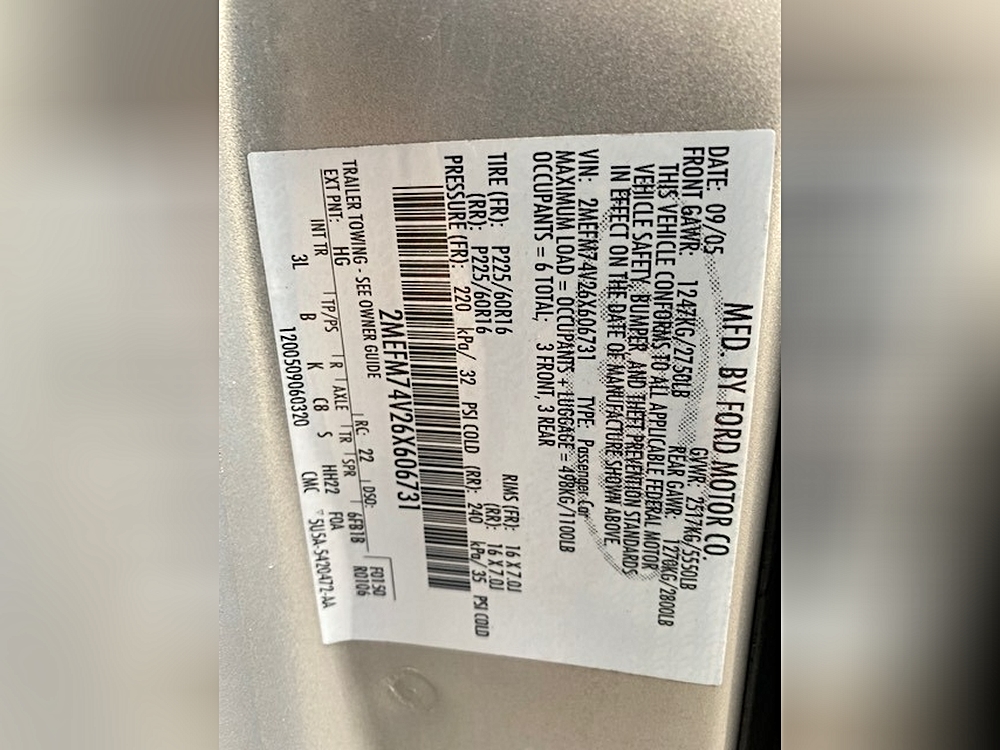 MFD. BY FORD MOTOR CO.
DATE: 09/05 GVWR: 2517KG/5550LB
FRONT GAWR: 1247KG/2750LB REAR GAWR: 1270KG/2800LB
THIS VEHICLE CONFORMS TO ALL APPLICABLE FEDERAL MOTOR
VEHICLE SAFETY, BUMPER, AND THEFT PREVENTION STANDARDS
IN EFFECT ON THE DATE OF MANUFACTURE SHOWN ABOVE.
VIN: 2MEFM74V26X606731 TYPE: Passenger Car
MAXIMUM LOAD = OCCUPANTS + LUGGAGE = 498KG/1100LB
OCCUPANTS = 6 TOTAL, 3 FRONT, 3 REAR
TIRE (FR): P225/60R16 RIMS (FR): 16 X 7.0J
(RR): P225/60R16 (RR): 16 X 7.0J
PRESSURE (FR): 220 kPa/ 32 PSI COLD (RR): 240 kPa/ 35 PSI COLD
2MEFM74V26X606731
TRAILER TOWING - SEE OWNER GUIDE F0150
EXT PNT: HG RC: 22 DSO: 6FB1B R0106
INT TR TP/PS R AXLE TR SPR
3L B K C8 S HH22 FOA
1200509060320 CMC ▽5U5A-5420472-AA